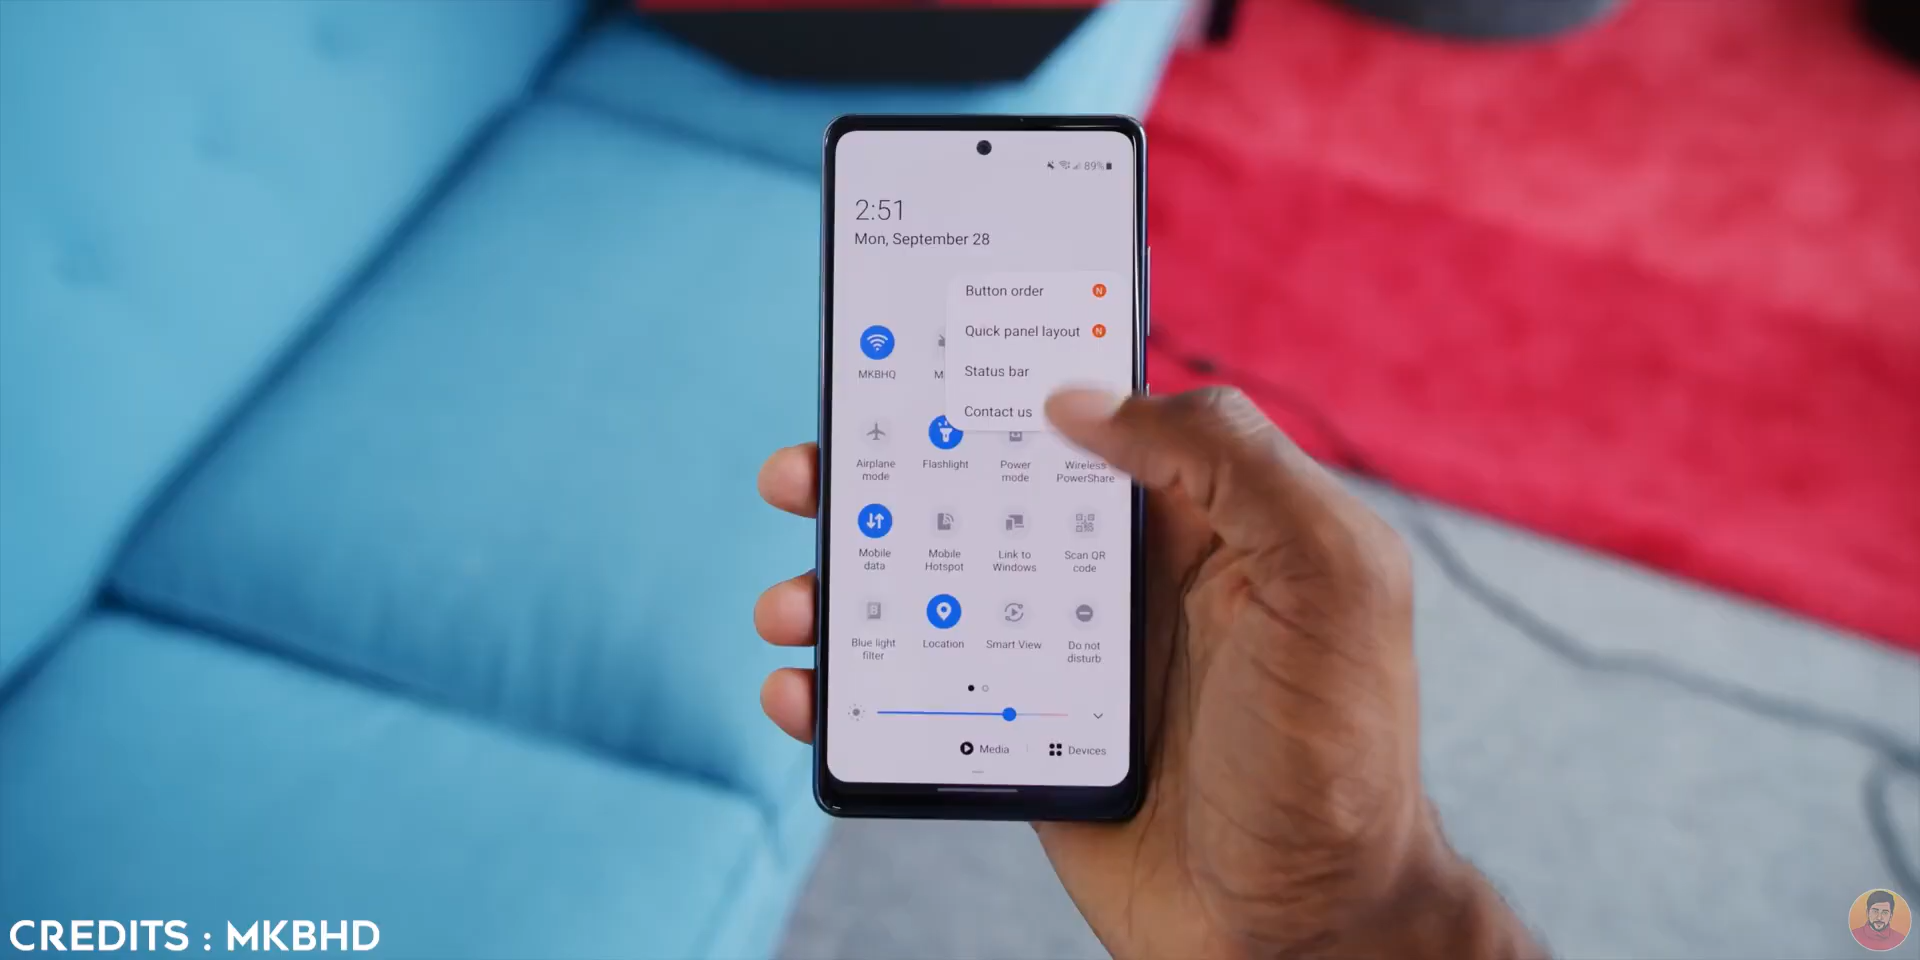 89%
2:51
Mon, September 28
Button order N
Quick panel layout N
Status bar
Contact us
MKBHQ
Airplane mode
Flashlight
Power mode
Wireless PowerShare
Mobile data
Mobile Hotspot
Link to Windows
Scan QR code
B
Blue light filter
Location
Smart View
Do not disturb
Media
Devices
CREDITS : MKBHD